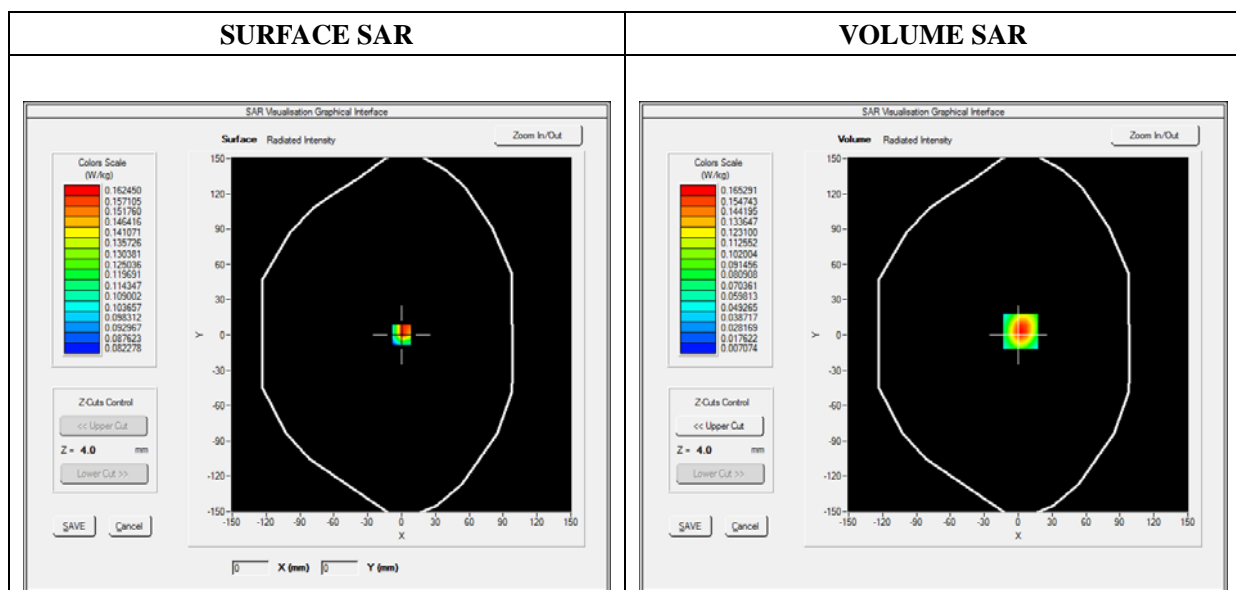 SURFACE SAR
VOLUME SAR
SAR Visualisation Graphical Interface
Surface Radiated Intensity
Zoom In/Out
Colors Scale
(W/kg)
0.162450
0.157105
0.151760
0.146416
0.141071
0.135726
0.130381
0.125036
0.119691
0.114347
0.109002
0.103657
0.098312
0.092967
0.087623
0.082278
150
120
90
60
30
0
-30
-60
-90
-120
-150
Y
-150 -120 -90 -60 -30 0 30 60 90 120 150
X
Z-Cuts Control
<< Upper Cut
Z = 4.0 mm
Lower Cut >>
SAVE Cancel
0 X (mm) 0 Y (mm)
SAR Visualisation Graphical Interface
Volume Radiated Intensity
Zoom In/Out
Colors Scale
(W/kg)
0.165291
0.154743
0.144195
0.133647
0.123100
0.112552
0.102004
0.091456
0.080908
0.070361
0.059813
0.049265
0.038717
0.028169
0.017622
0.007074
150
120
90
60
30
0
-30
-60
-90
-120
-150
Y
-150 -120 -90 -60 -30 0 30 60 90 120 150
X
Z-Cuts Control
<< Upper Cut
Z = 4.0 mm
Lower Cut >>
SAVE Cancel